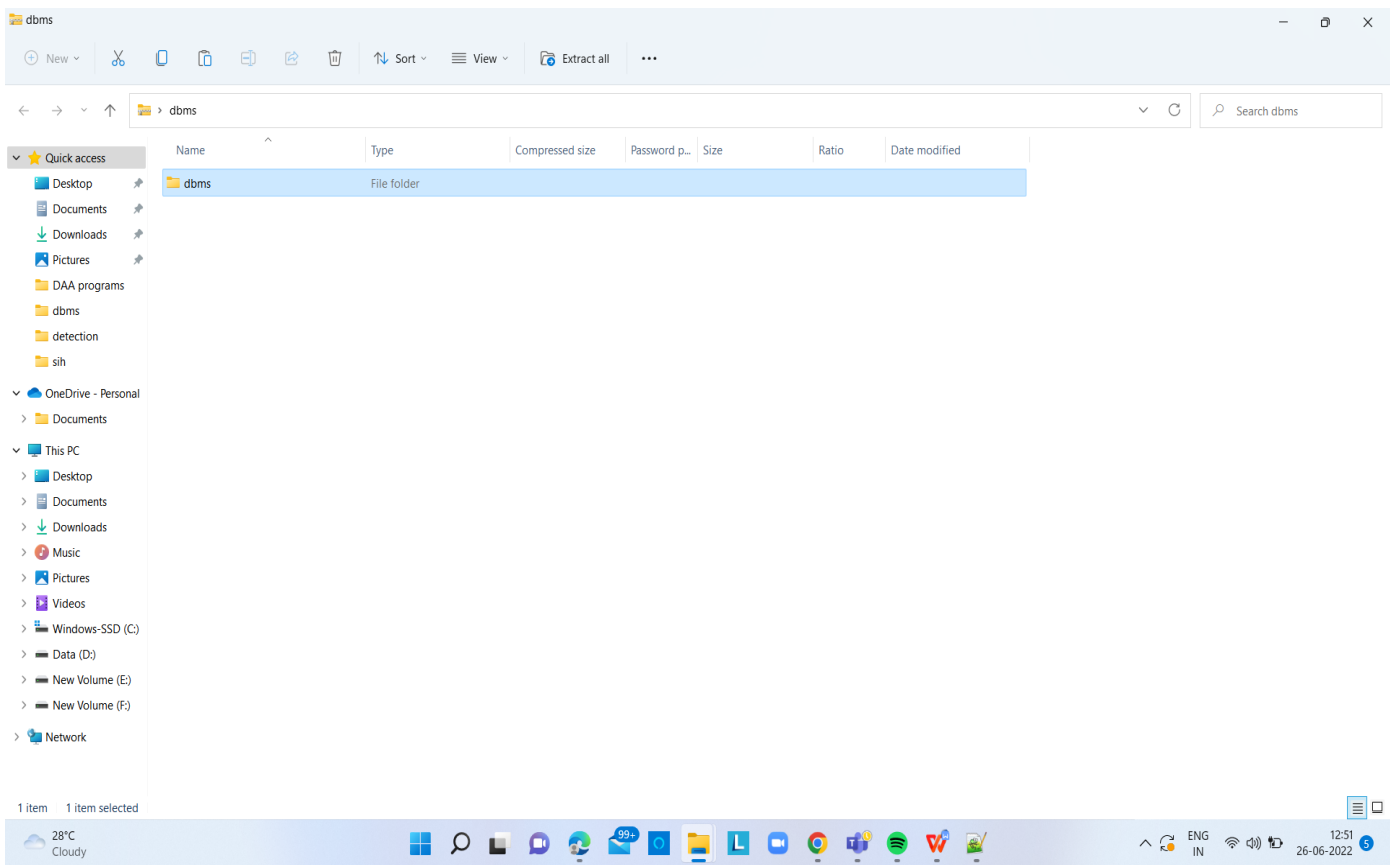 dbms
New
Sort
View
Extract all
dbms
Search dbms
Name
Type
Compressed size
Password p...
Size
Ratio
Date modified
dbms
File folder
Quick access
Desktop
Documents
Downloads
Pictures
DAA programs
dbms
detection
sih
OneDrive - Personal
Documents
This PC
Desktop
Documents
Downloads
Music
Pictures
Videos
Windows-SSD (C:)
Data (D:)
New Volume (E:)
New Volume (F:)
Network
1 item
1 item selected
28°C
Cloudy
99+
L
ENG
IN
12:51
26-06-2022
5